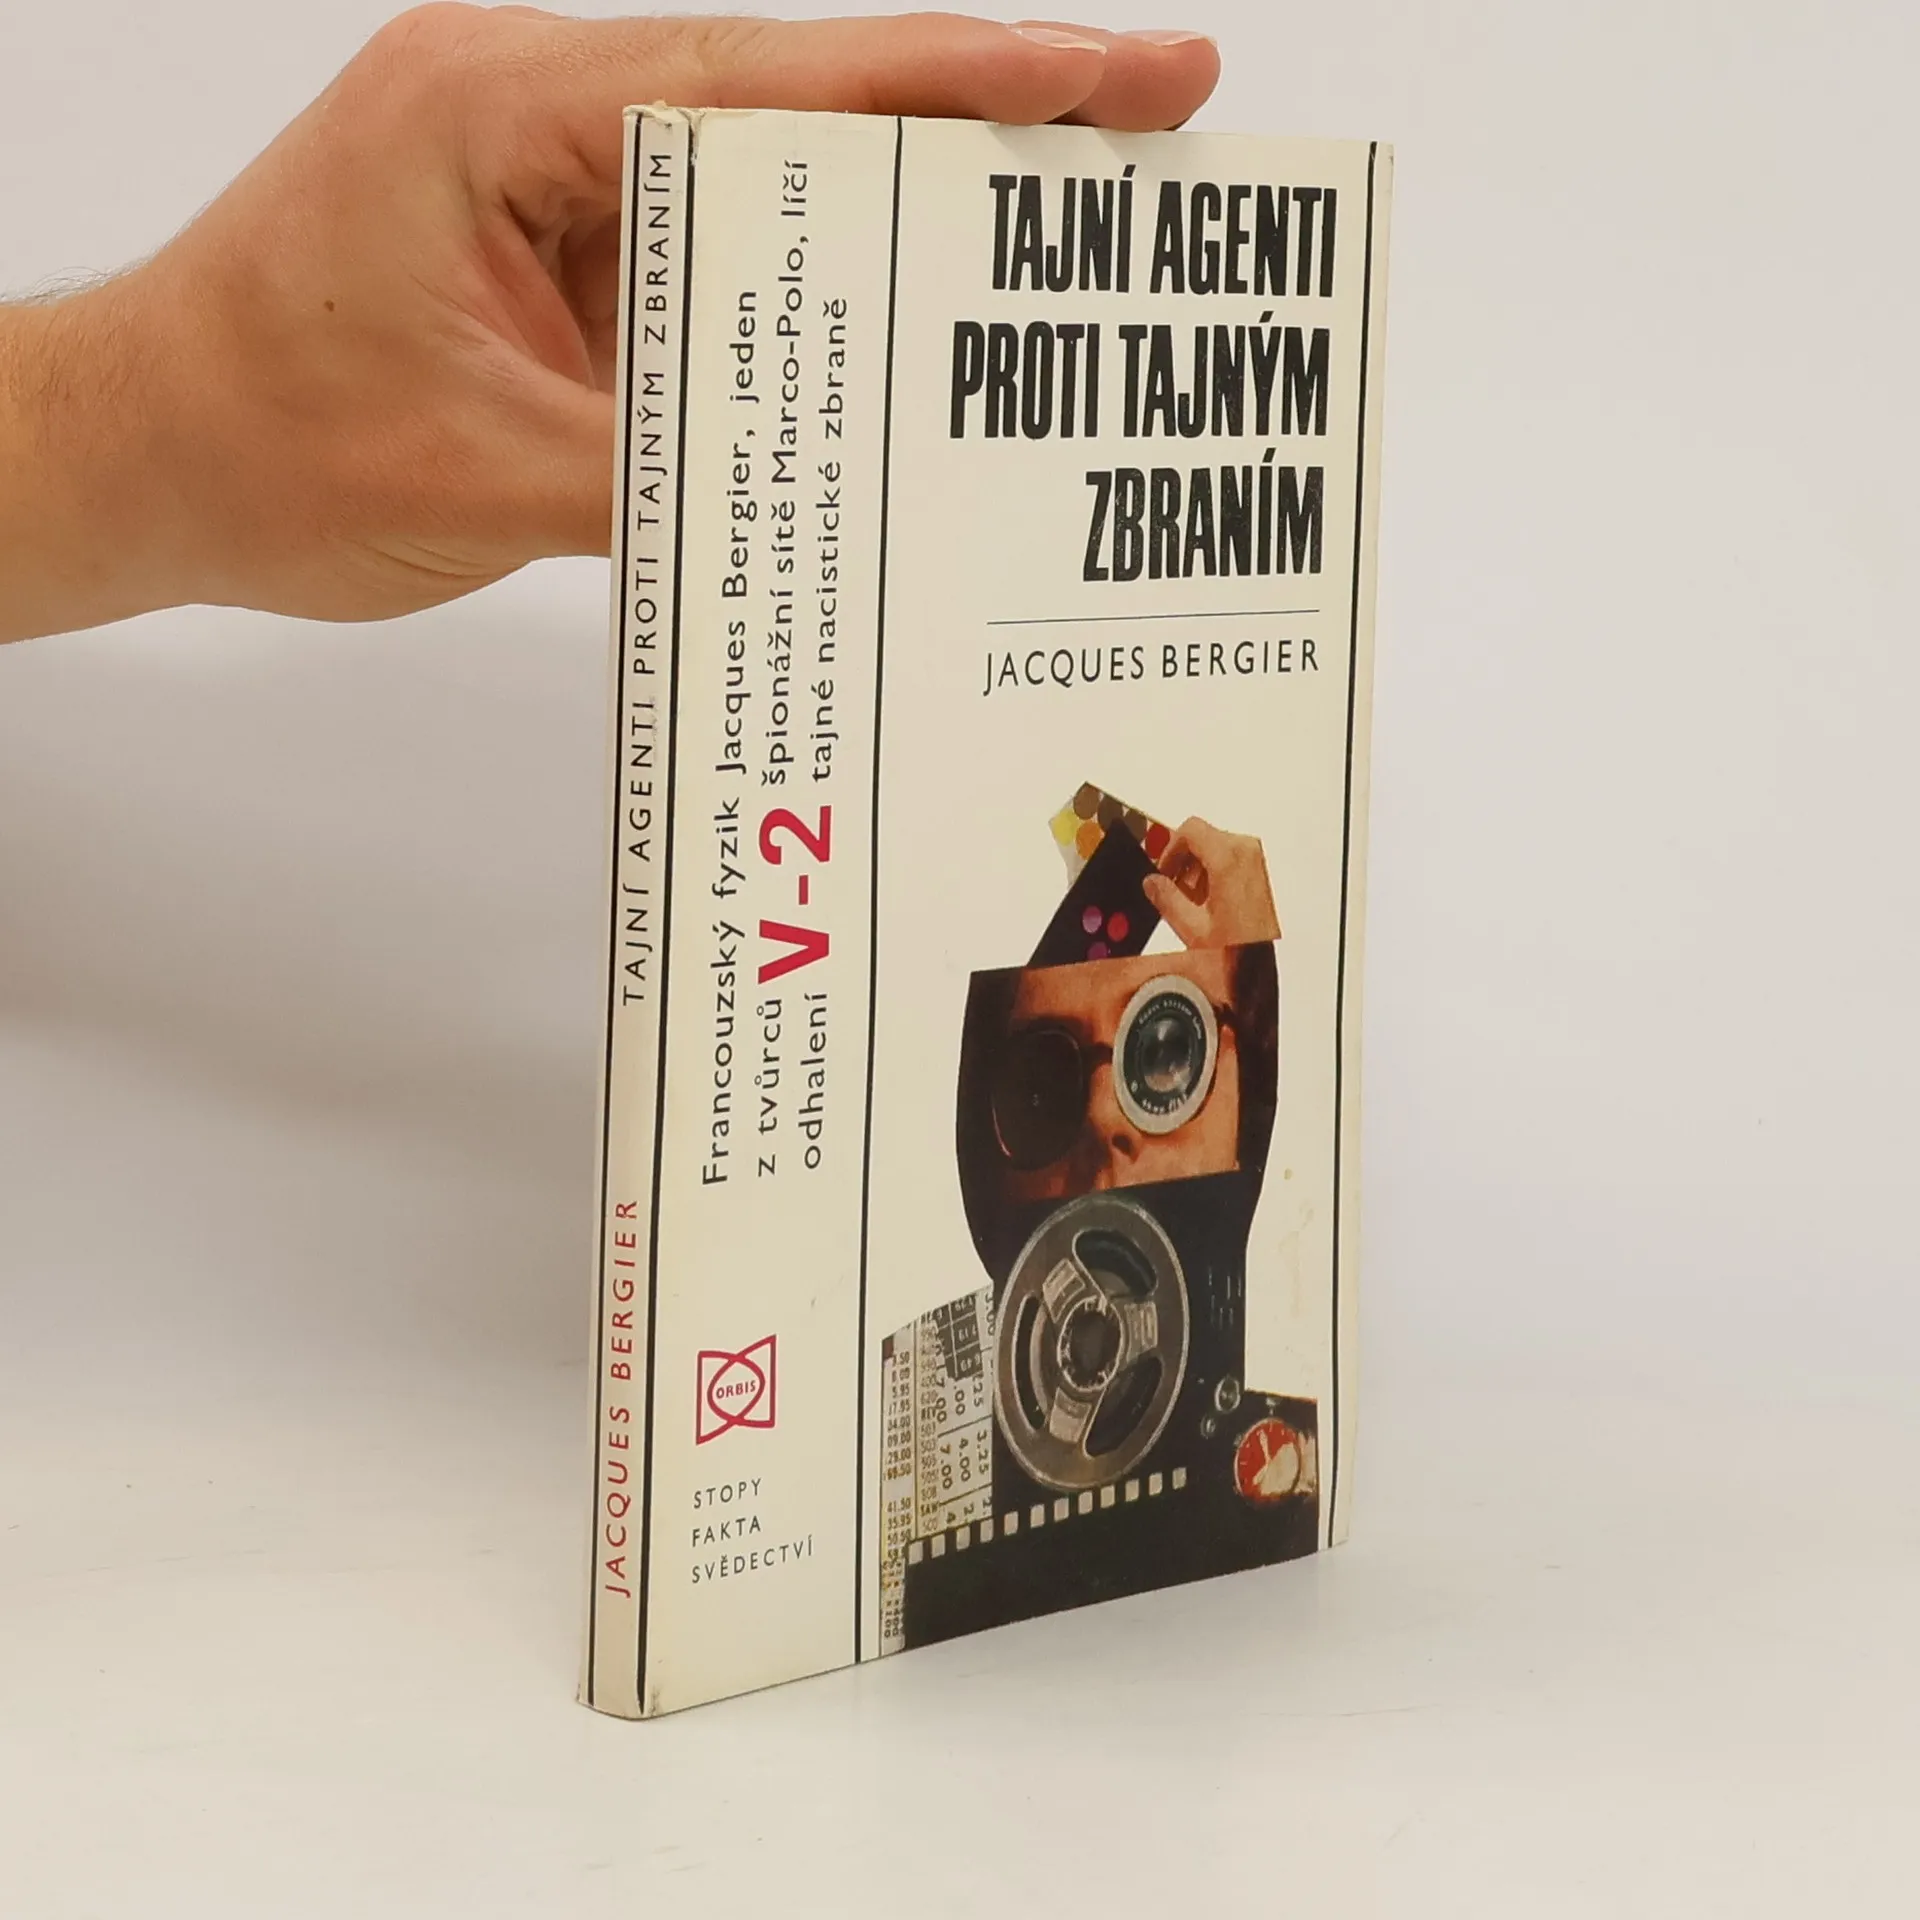 TAJNÍ AGENTI PROTI TAJNÝM ZBRANÍM
JACQUES BERGIER
Francouzský fyzik Jacques Bergier, jeden
z tvůrců špionážní sítě Marco-Polo, líčí
V-2
odhalení tajné nacistické zbraně
ORBIS
STOPY
FAKTA
SVĚDECTVÍ
TAJNÍ AGENTI
PROTI TAJNÝM
ZBRANÍM
JACQUES BERGIER